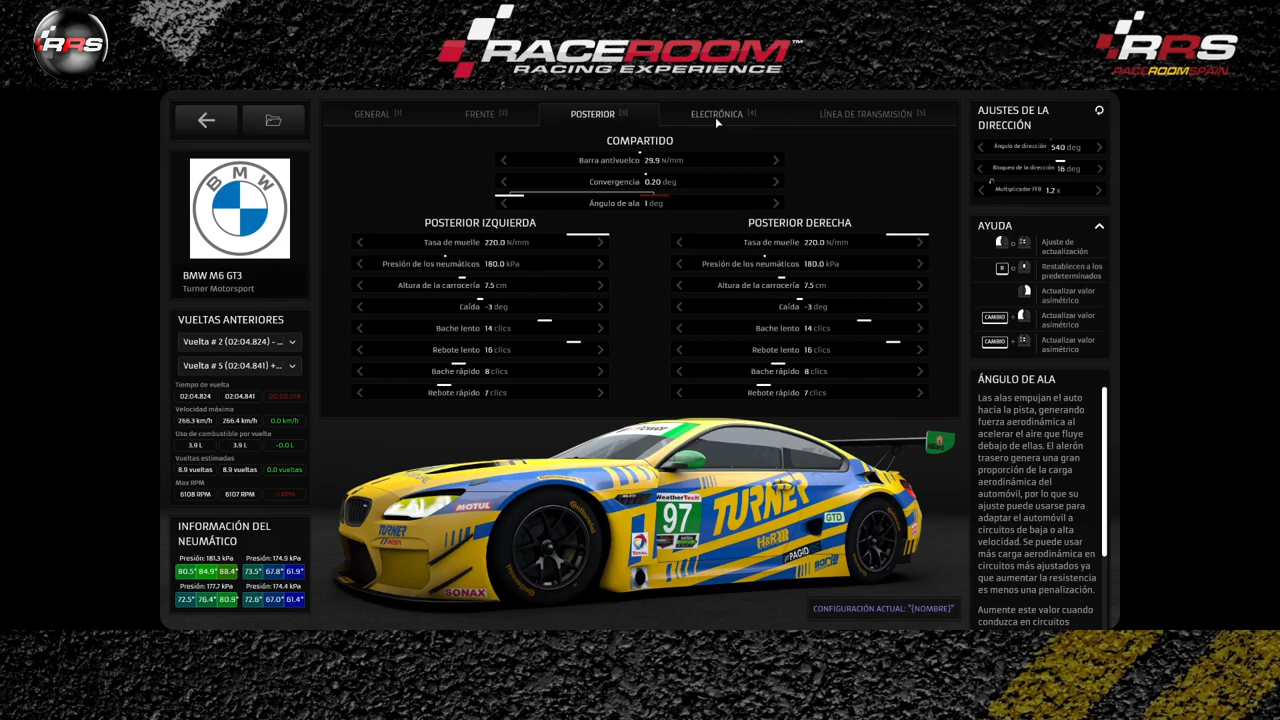 RRS
RACEROOM™
RACING EXPERIENCE
RRS
RACEROOMSPAIN
GENERAL [1]
FRENTE [2]
POSTERIOR [3]
ELECTRÓNICA [4]
LÍNEA DE TRANSMISIÓN [5]
BMW
BMW M6 GT3
Turner Motorsport
VUELTAS ANTERIORES
Vuelta # 2 (02:04.824) - ...
Vuelta # 5 (02:04.841) +...
Tiempo de vuelta
02:04.824 02:04.841
Velocidad máxima
266.3 km/h 266.4 km/h 0.0 km/h
Uso de combustible por vuelta
3.9 L 3.9 L -0.0 L
Vueltas estimadas
8.9 vueltas 8.9 vueltas 0.0 vueltas
Max RPM
6108 RPM 6107 RPM -1 RPM
INFORMACIÓN DEL
NEUMÁTICO
Presión: 181.3 kPa Presión: 174.9 kPa
80.5° 84.9° 88.4° 73.5° 67.8° 61.9°
Presión: 177.7 kPa Presión: 174.4 kPa
72.5° 76.4° 80.9° 72.6° 67.0° 61.4°
COMPARTIDO
Barra antivuelco 29.9 N/mm
Convergencia 0.20 deg
Ángulo de ala 1 deg
POSTERIOR IZQUIERDA
Tasa de muelle 220.0 N/mm
Presión de los neumáticos 180.0 kPa
Altura de la carrocería 7.5 cm
Caída -3 deg
Bache lento 14 clics
Rebote lento 16 clics
Bache rápido 8 clics
Rebote rápido 7 clics
POSTERIOR DERECHA
Tasa de muelle 220.0 N/mm
Presión de los neumáticos 180.0 kPa
Altura de la carrocería 7.5 cm
Caída -3 deg
Bache lento 14 clics
Rebote lento 16 clics
Bache rápido 8 clics
Rebote rápido 7 clics
MOTUL
TURNER
SONAX
WeatherTech
97
TOTAL
TURNER
H&R
GTD
PAGID
Continental
CONFIGURACIÓN ACTUAL: "{NOMBRE}"
AJUSTES DE LA
DIRECCIÓN
Ángulo de dirección 540 deg
Bloqueo de la dirección 16 deg
Multiplicador FFB 1.2 x
AYUDA
o Ajuste de
actualización
R o Restablecen a los
predeterminados
Actualizar valor
asimétrico
CAMBIO + Actualizar valor
asimétrico
CAMBIO + Actualizar valor
asimétrico
ÁNGULO DE ALA
Las alas empujan el auto
hacia la pista, generando
fuerza aerodinámica al
acelerar el aire que fluye
debajo de ellas. El alerón
trasero genera una gran
proporción de la carga
aerodinámica del
automóvil, por lo que su
ajuste puede usarse para
adaptar el automóvil a
circuitos de baja o alta
velocidad. Se puede usar
más carga aerodinámica en
circuitos más ajustados ya
que aumentar la resistencia
es menos una penalización.
Aumente este valor cuando
conduzca en circuitos